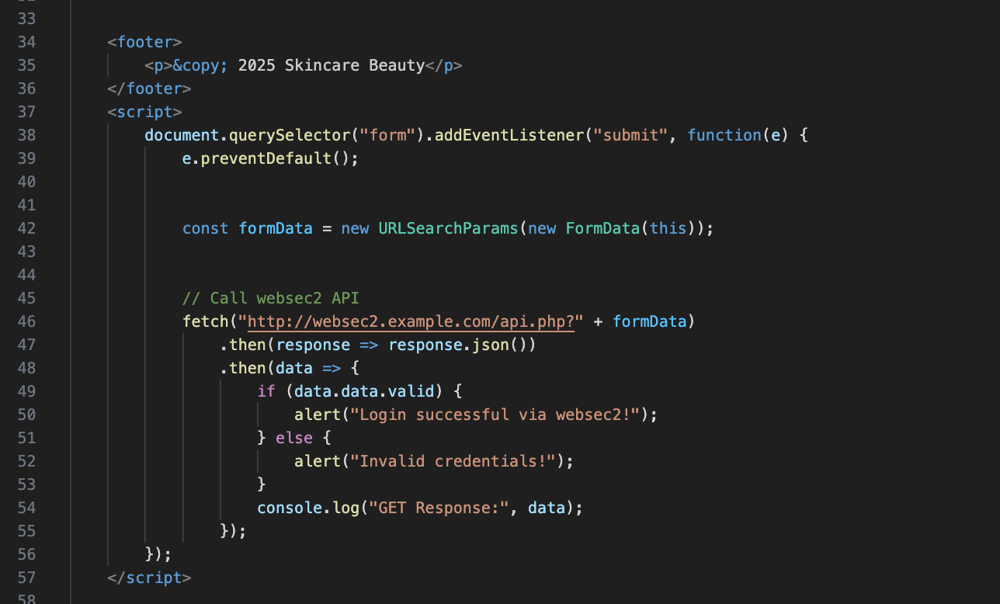 33
34 <footer>
35 <p>&copy; 2025 Skincare Beauty</p>
36 </footer>
37 <script>
38 document.querySelector("form").addEventListener("submit", function(e) {
39 e.preventDefault();
40
41
42 const formData = new URLSearchParams(new FormData(this));
43
44
45 // Call websec2 API
46 fetch("http://websec2.example.com/api.php?" + formData)
47 .then(response => response.json())
48 .then(data => {
49 if (data.data.valid) {
50 alert("Login successful via websec2!");
51 } else {
52 alert("Invalid credentials!");
53 }
54 console.log("GET Response:", data);
55 });
56 });
57 </script>
58